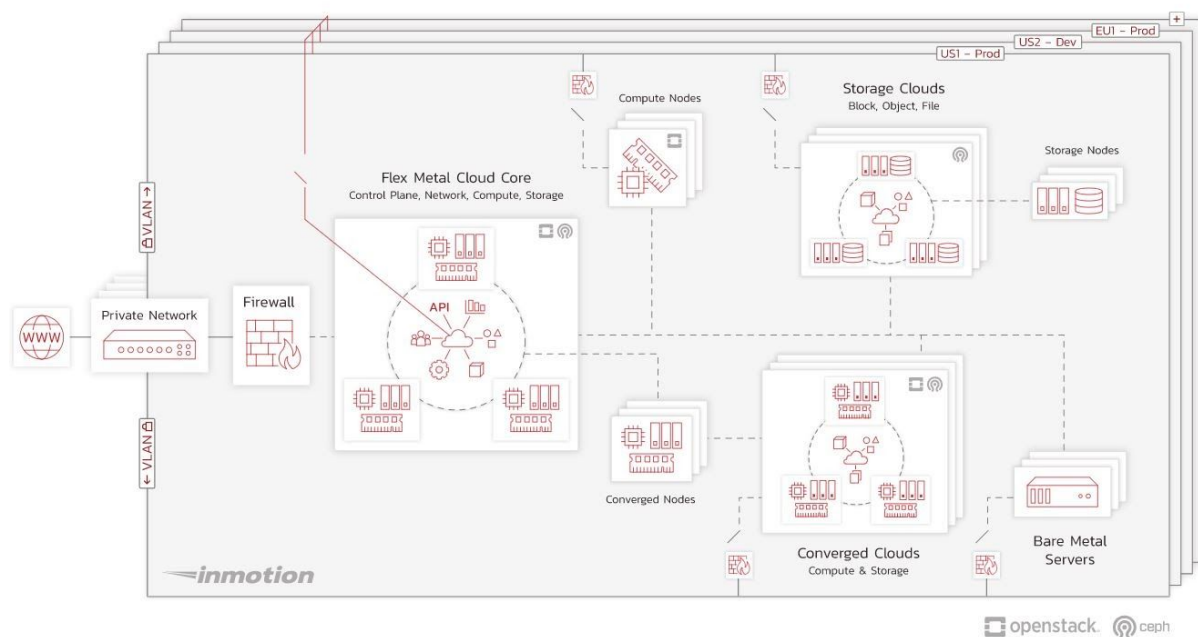 +
EU1 - Prod
US2 - Dev
US1 - Prod
Compute Nodes
Storage Clouds
Block, Object, File
Storage Nodes
Flex Metal Cloud Core
Control Plane, Network, Compute, Storage
VLAN
API
WWW
Private Network
Firewall
VLAN
Converged Nodes
Converged Clouds
Compute & Storage
Bare Metal
Servers
inmotion
openstack.
ceph